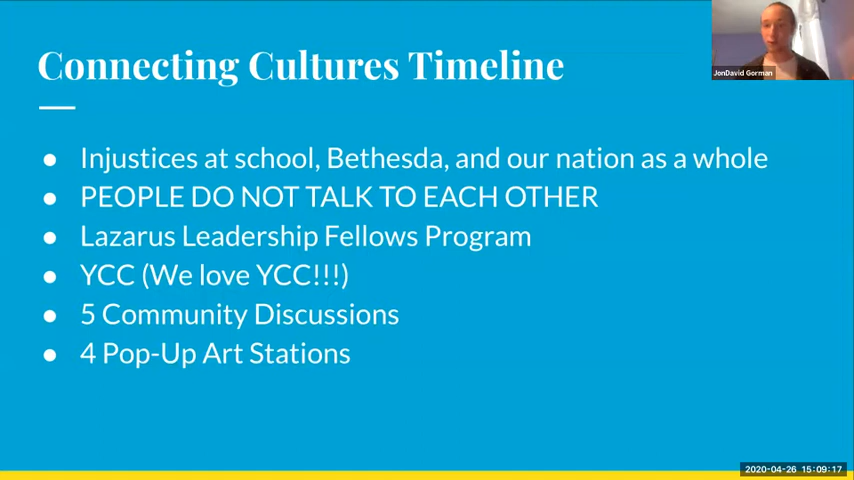 Connecting Cultures Timeline
JonDavid Gorman
● Injustices at school, Bethesda, and our nation as a whole
● PEOPLE DO NOT TALK TO EACH OTHER
● Lazarus Leadership Fellows Program
● YCC (We love YCC!!!)
● 5 Community Discussions
● 4 Pop-Up Art Stations
2020-04-26 15:09:17